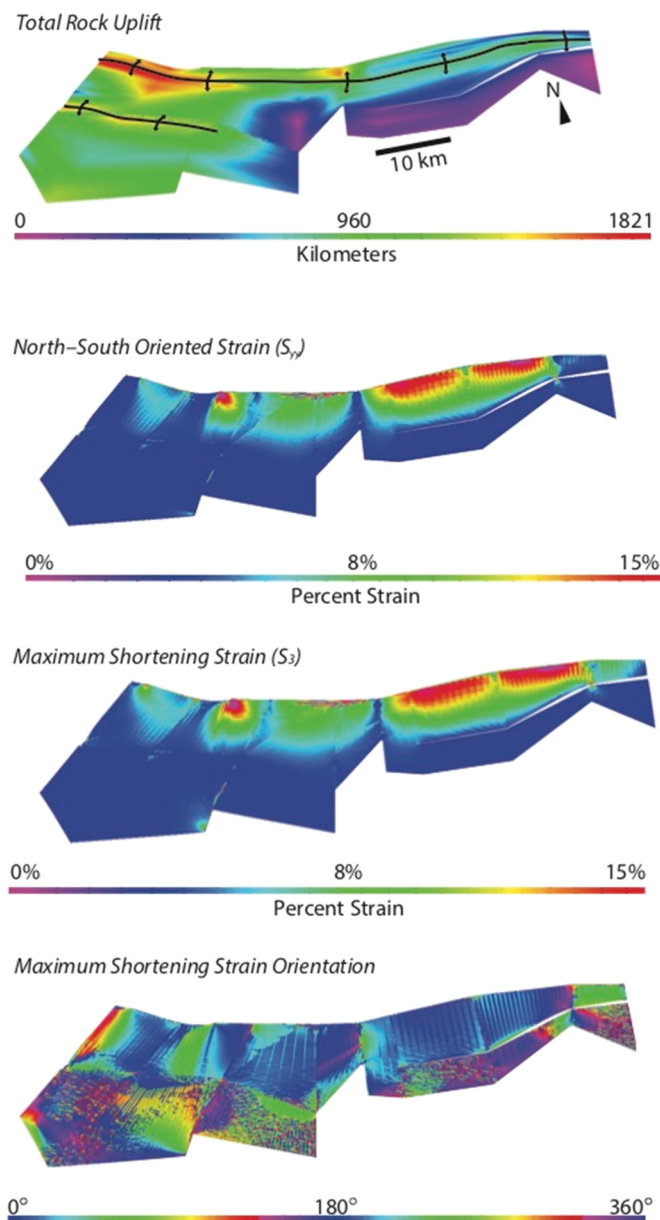 Total Rock Uplift
N
10 km
0 960 1821
Kilometers
North–South Oriented Strain (Syy)
0% 8% 15%
Percent Strain
Maximum Shortening Strain (S3)
0% 8% 15%
Percent Strain
Maximum Shortening Strain Orientation
0° 180° 360°